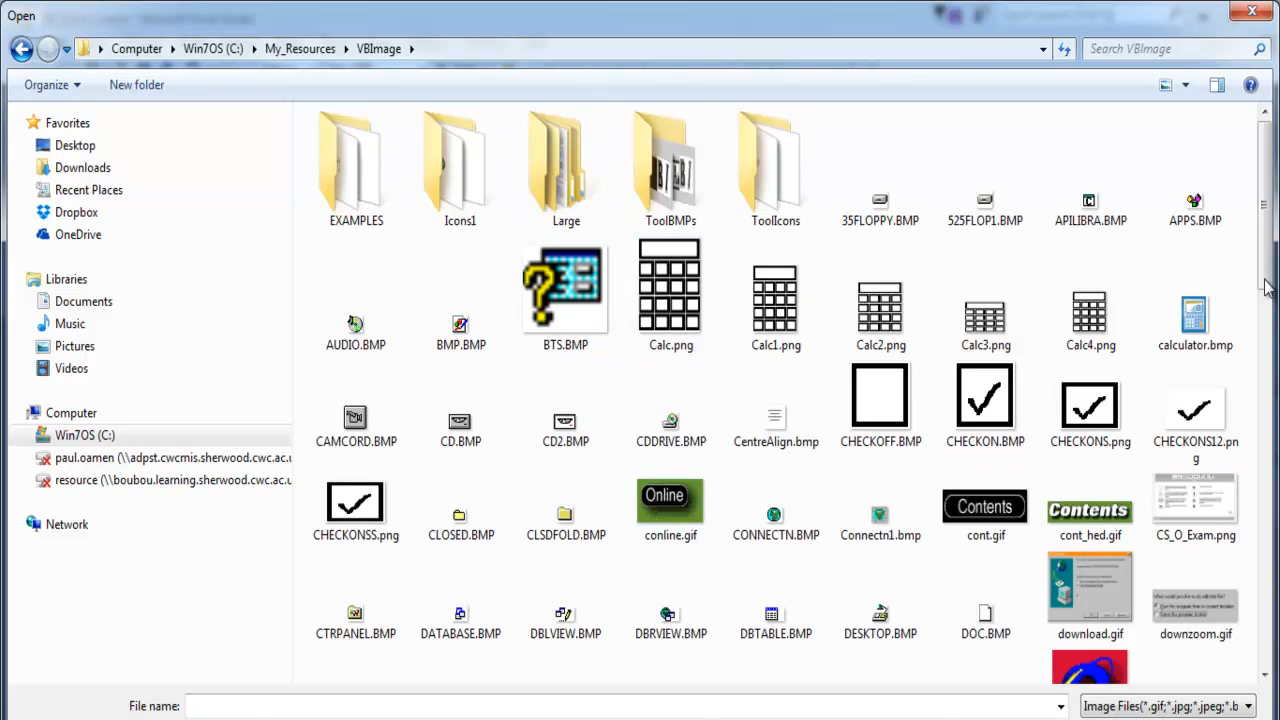 Open
Computer Win7OS (C:) My_Resources VBImage
Search VBImage
Organize New folder
Favorites
Desktop
Downloads
Recent Places
Dropbox
OneDrive
Libraries
Documents
Music
Pictures
Videos
Computer
Win7OS (C:)
paul.oamen (\\adpst.cwcmis.sherwood.cwc.ac.u
resource (\\boubou.learning.sherwood.cwc.ac.u
Network
EXAMPLES Icons1 Large ToolBMPs ToolIcons 35FLOPPY.BMP 525FLOP1.BMP APILIBRA.BMP APPS.BMP
AUDIO.BMP BMP.BMP BTS.BMP Calc.png Calc1.png Calc2.png Calc3.png Calc4.png calculator.bmp
CAMCORD.BMP CD.BMP CD2.BMP CDDRIVE.BMP CentreAlign.bmp CHECKOFF.BMP CHECKON.BMP CHECKONS.png CHECKONS12.pn
g
Online
Contents
Contents
CHECKONSS.png CLOSED.BMP CLSDFOLD.BMP conline.gif CONNECTN.BMP Connectn1.bmp cont.gif cont_hed.gif CS_O_Exam.png
CTRPANEL.BMP DATABASE.BMP DBLVIEW.BMP DBRVIEW.BMP DBTABLE.BMP DESKTOP.BMP DOC.BMP download.gif downzoom.gif
File name:
Image Files(*.gif;*.jpg;*.jpeg;*.b